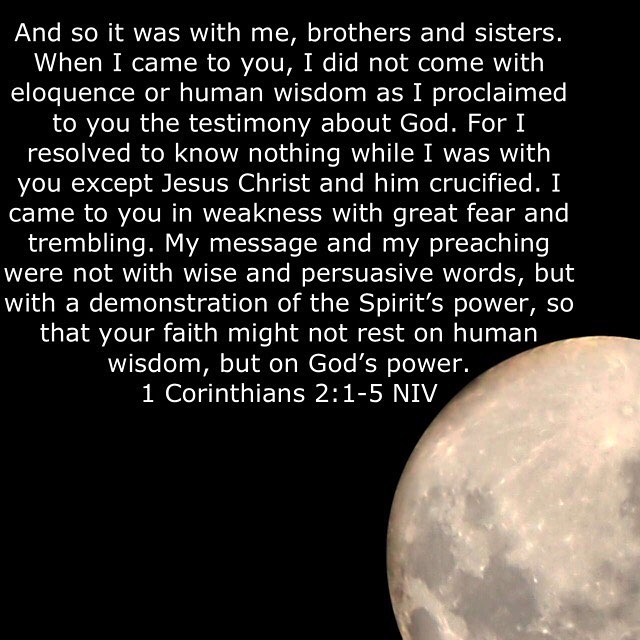 And so it was with me, brothers and sisters.
When I came to you, I did not come with
eloquence or human wisdom as I proclaimed
to you the testimony about God. For I
resolved to know nothing while I was with
you except Jesus Christ and him crucified. I
came to you in weakness with great fear and
trembling. My message and my preaching
were not with wise and persuasive words, but
with a demonstration of the Spirit’s power, so
that your faith might not rest on human
wisdom, but on God’s power.
1 Corinthians 2:1-5 NIV